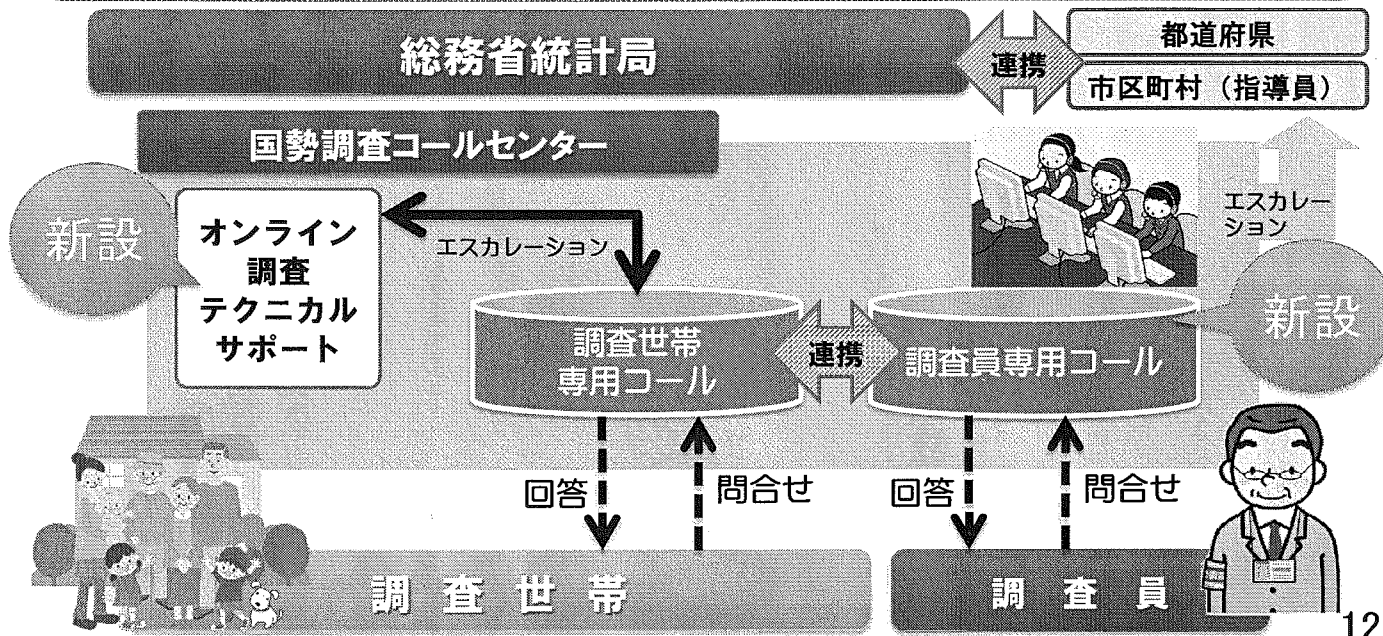 総務省統計局
連携
都道府県
市区町村（指導員）
国勢調査コールセンター
新設
オンライン
調査
テクニカル
サポート
エスカレーション
エスカレー
ション
新設
調査世帯
専用コール
連携
調査員専用コール
回答
問合せ
回答
問合せ
調査世帯
調査員
12